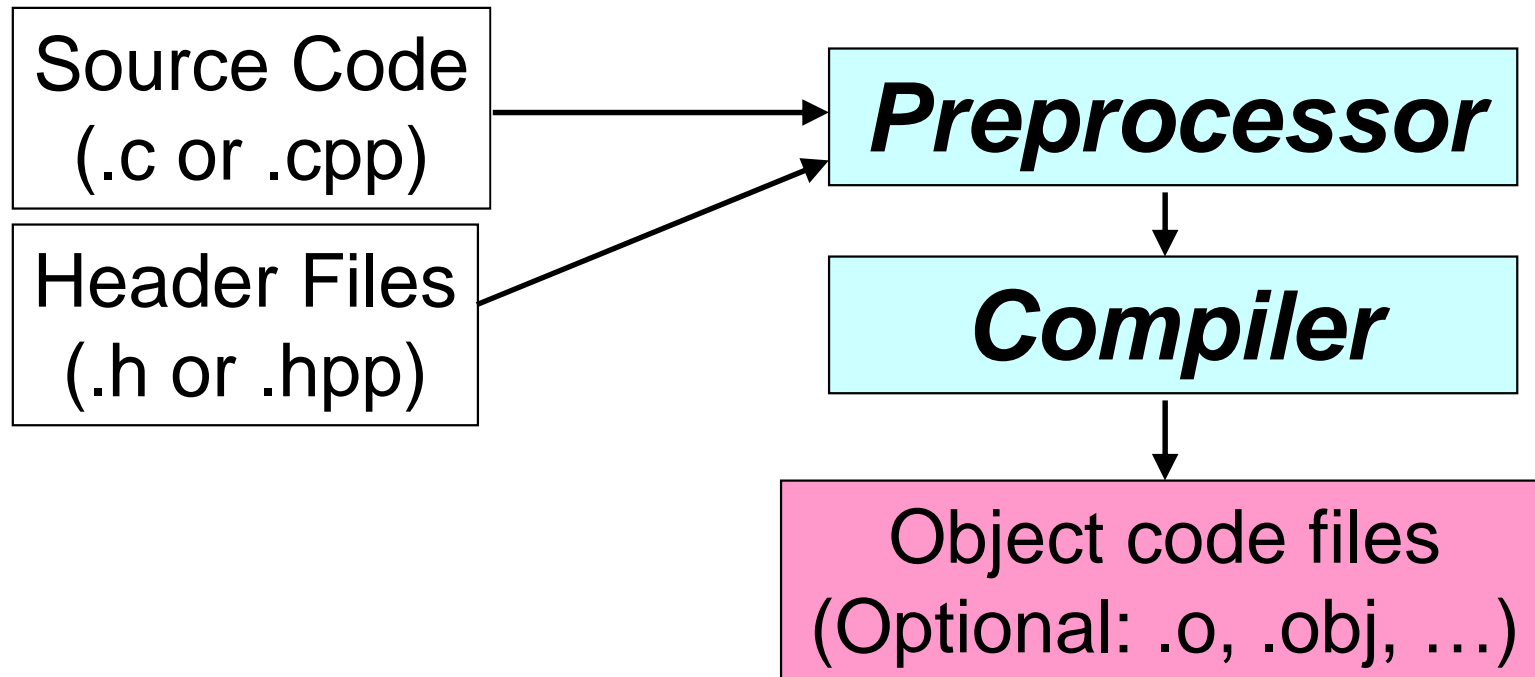 Source Code
(.c or .cpp)
Header Files
(.h or .hpp)
Preprocessor
Compiler
Object code files
(Optional: .o, .obj, …)